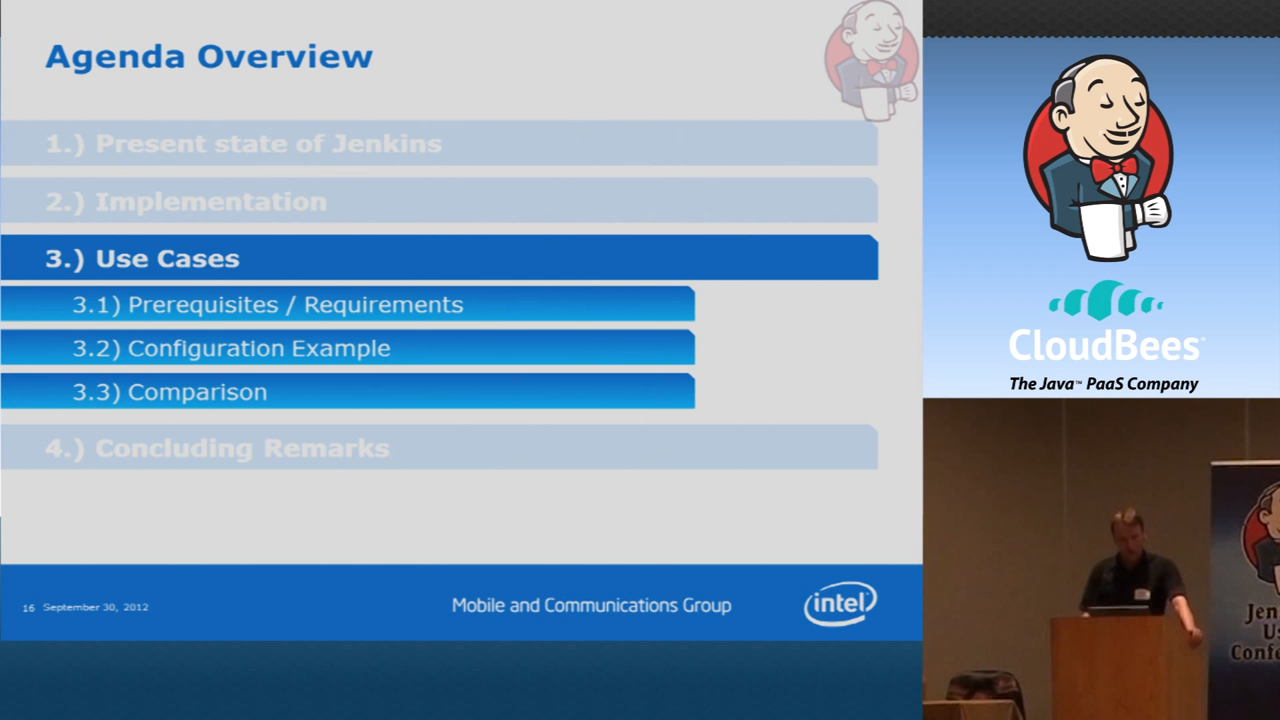 Agenda Overview
1.) Present state of Jenkins
2.) Implementation
3.) Use Cases
3.1) Prerequisites / Requirements
3.2) Configuration Example
3.3) Comparison
4.) Concluding Remarks
16 September 30, 2012
Mobile and Communications Group
intel
CloudBees
The Java™ PaaS Company